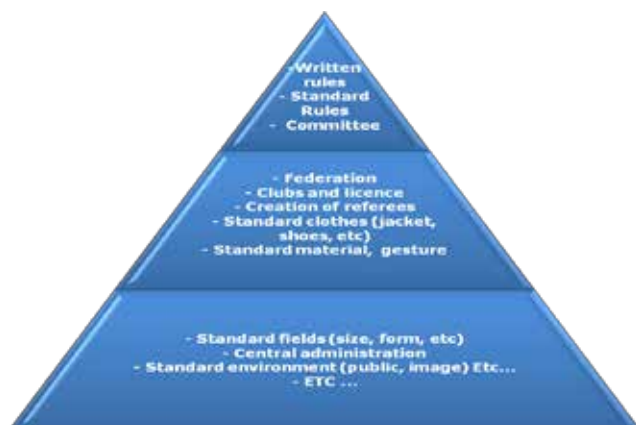 -Written
rules
- Standard
Rules
- Committee
- Federation
- Clubs and licence
- Creation of referees
- Standard clothes (jacket,
shoes, etc)
- Standard material, gesture
- Standard fields (size, form, etc)
- Central administration
- Standard environment (public, image) Etc...
- ETC ...